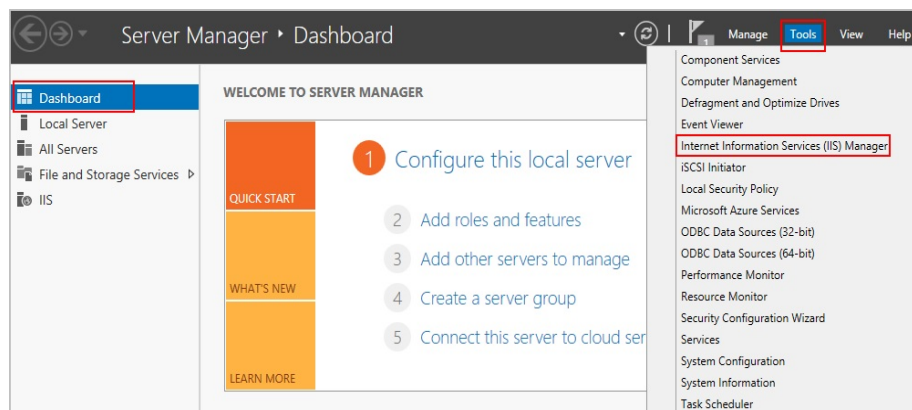 Server Manager ‣ Dashboard
1
Manage Tools View Help
Dashboard
Local Server
All Servers
File and Storage Services
IIS
WELCOME TO SERVER MANAGER
QUICK START
WHAT'S NEW
LEARN MORE
1 Configure this local server
2 Add roles and features
3 Add other servers to manage
4 Create a server group
5 Connect this server to cloud ser
Component Services
Computer Management
Defragment and Optimize Drives
Event Viewer
Internet Information Services (IIS) Manager
iSCSI Initiator
Local Security Policy
Microsoft Azure Services
ODBC Data Sources (32-bit)
ODBC Data Sources (64-bit)
Performance Monitor
Resource Monitor
Security Configuration Wizard
Services
System Configuration
System Information
Task Scheduler